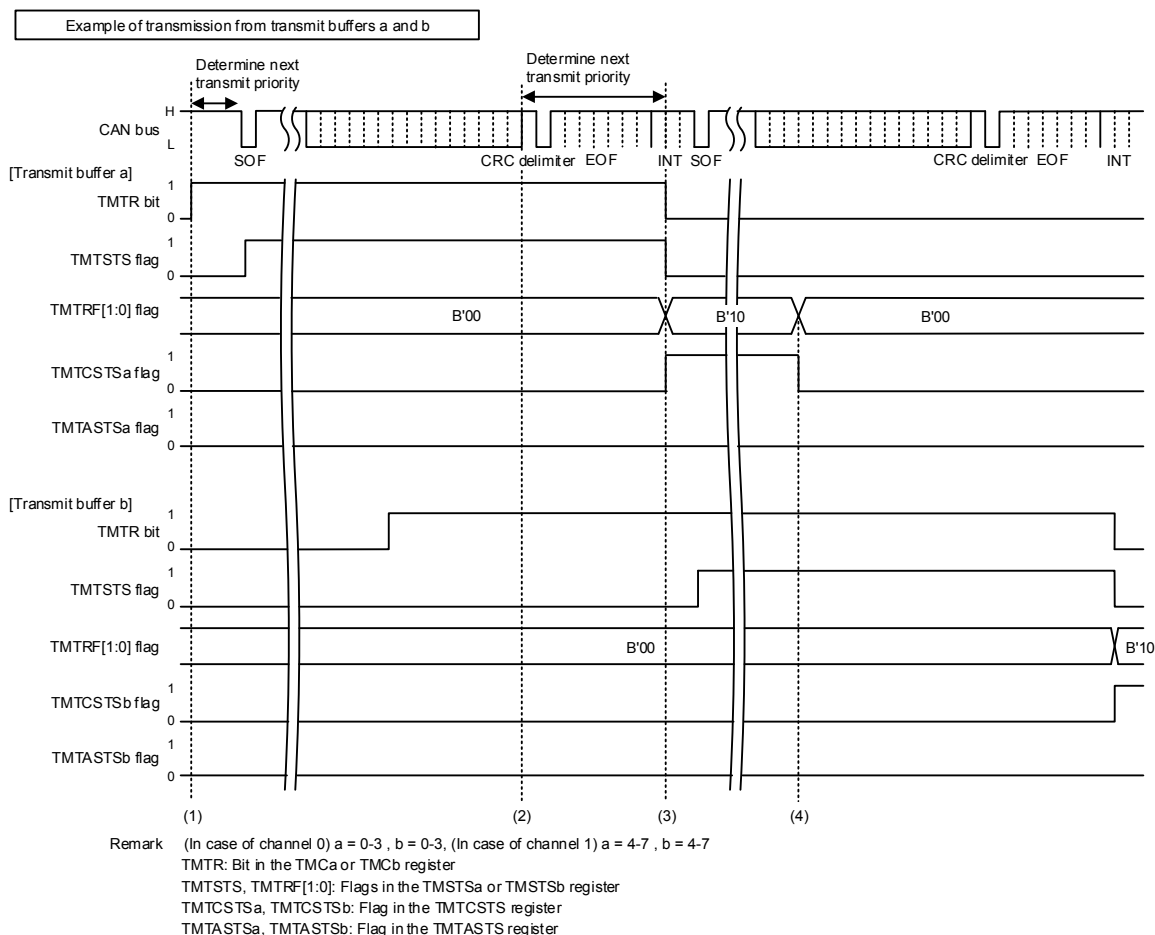 Example of transmission from transmit buffers a and b
Determine next
transmit priority
Determine next
transmit priority
H
CAN bus
L
SOF
CRC delimiter
EOF
INT
SOF
CRC delimiter
EOF
INT
[Transmit buffer a]
1
TMTR bit
0
1
TMTSTS flag
0
TMTRF[1:0] flag
B'00
B'10
B'00
1
TMTCSTSa flag
0
1
TMTASTSa flag
0
[Transmit buffer b]
1
TMTR bit
0
1
TMTSTS flag
0
TMTRF[1:0] flag
B'00
B'10
1
TMTCSTSb flag
0
1
TMTASTSb flag
0
(1)
(2)
(3)
(4)
Remark (In case of channel 0) a = 0-3 , b = 0-3, (In case of channel 1) a = 4-7 , b = 4-7
TMTR: Bit in the TMCa or TMCb register
TMTSTS, TMTRF[1:0]: Flags in the TMSTSa or TMSTSb register
TMTCSTSa, TMTCSTSb: Flag in the TMTCSTS register
TMTASTSa, TMTASTSb: Flag in the TMTASTS register